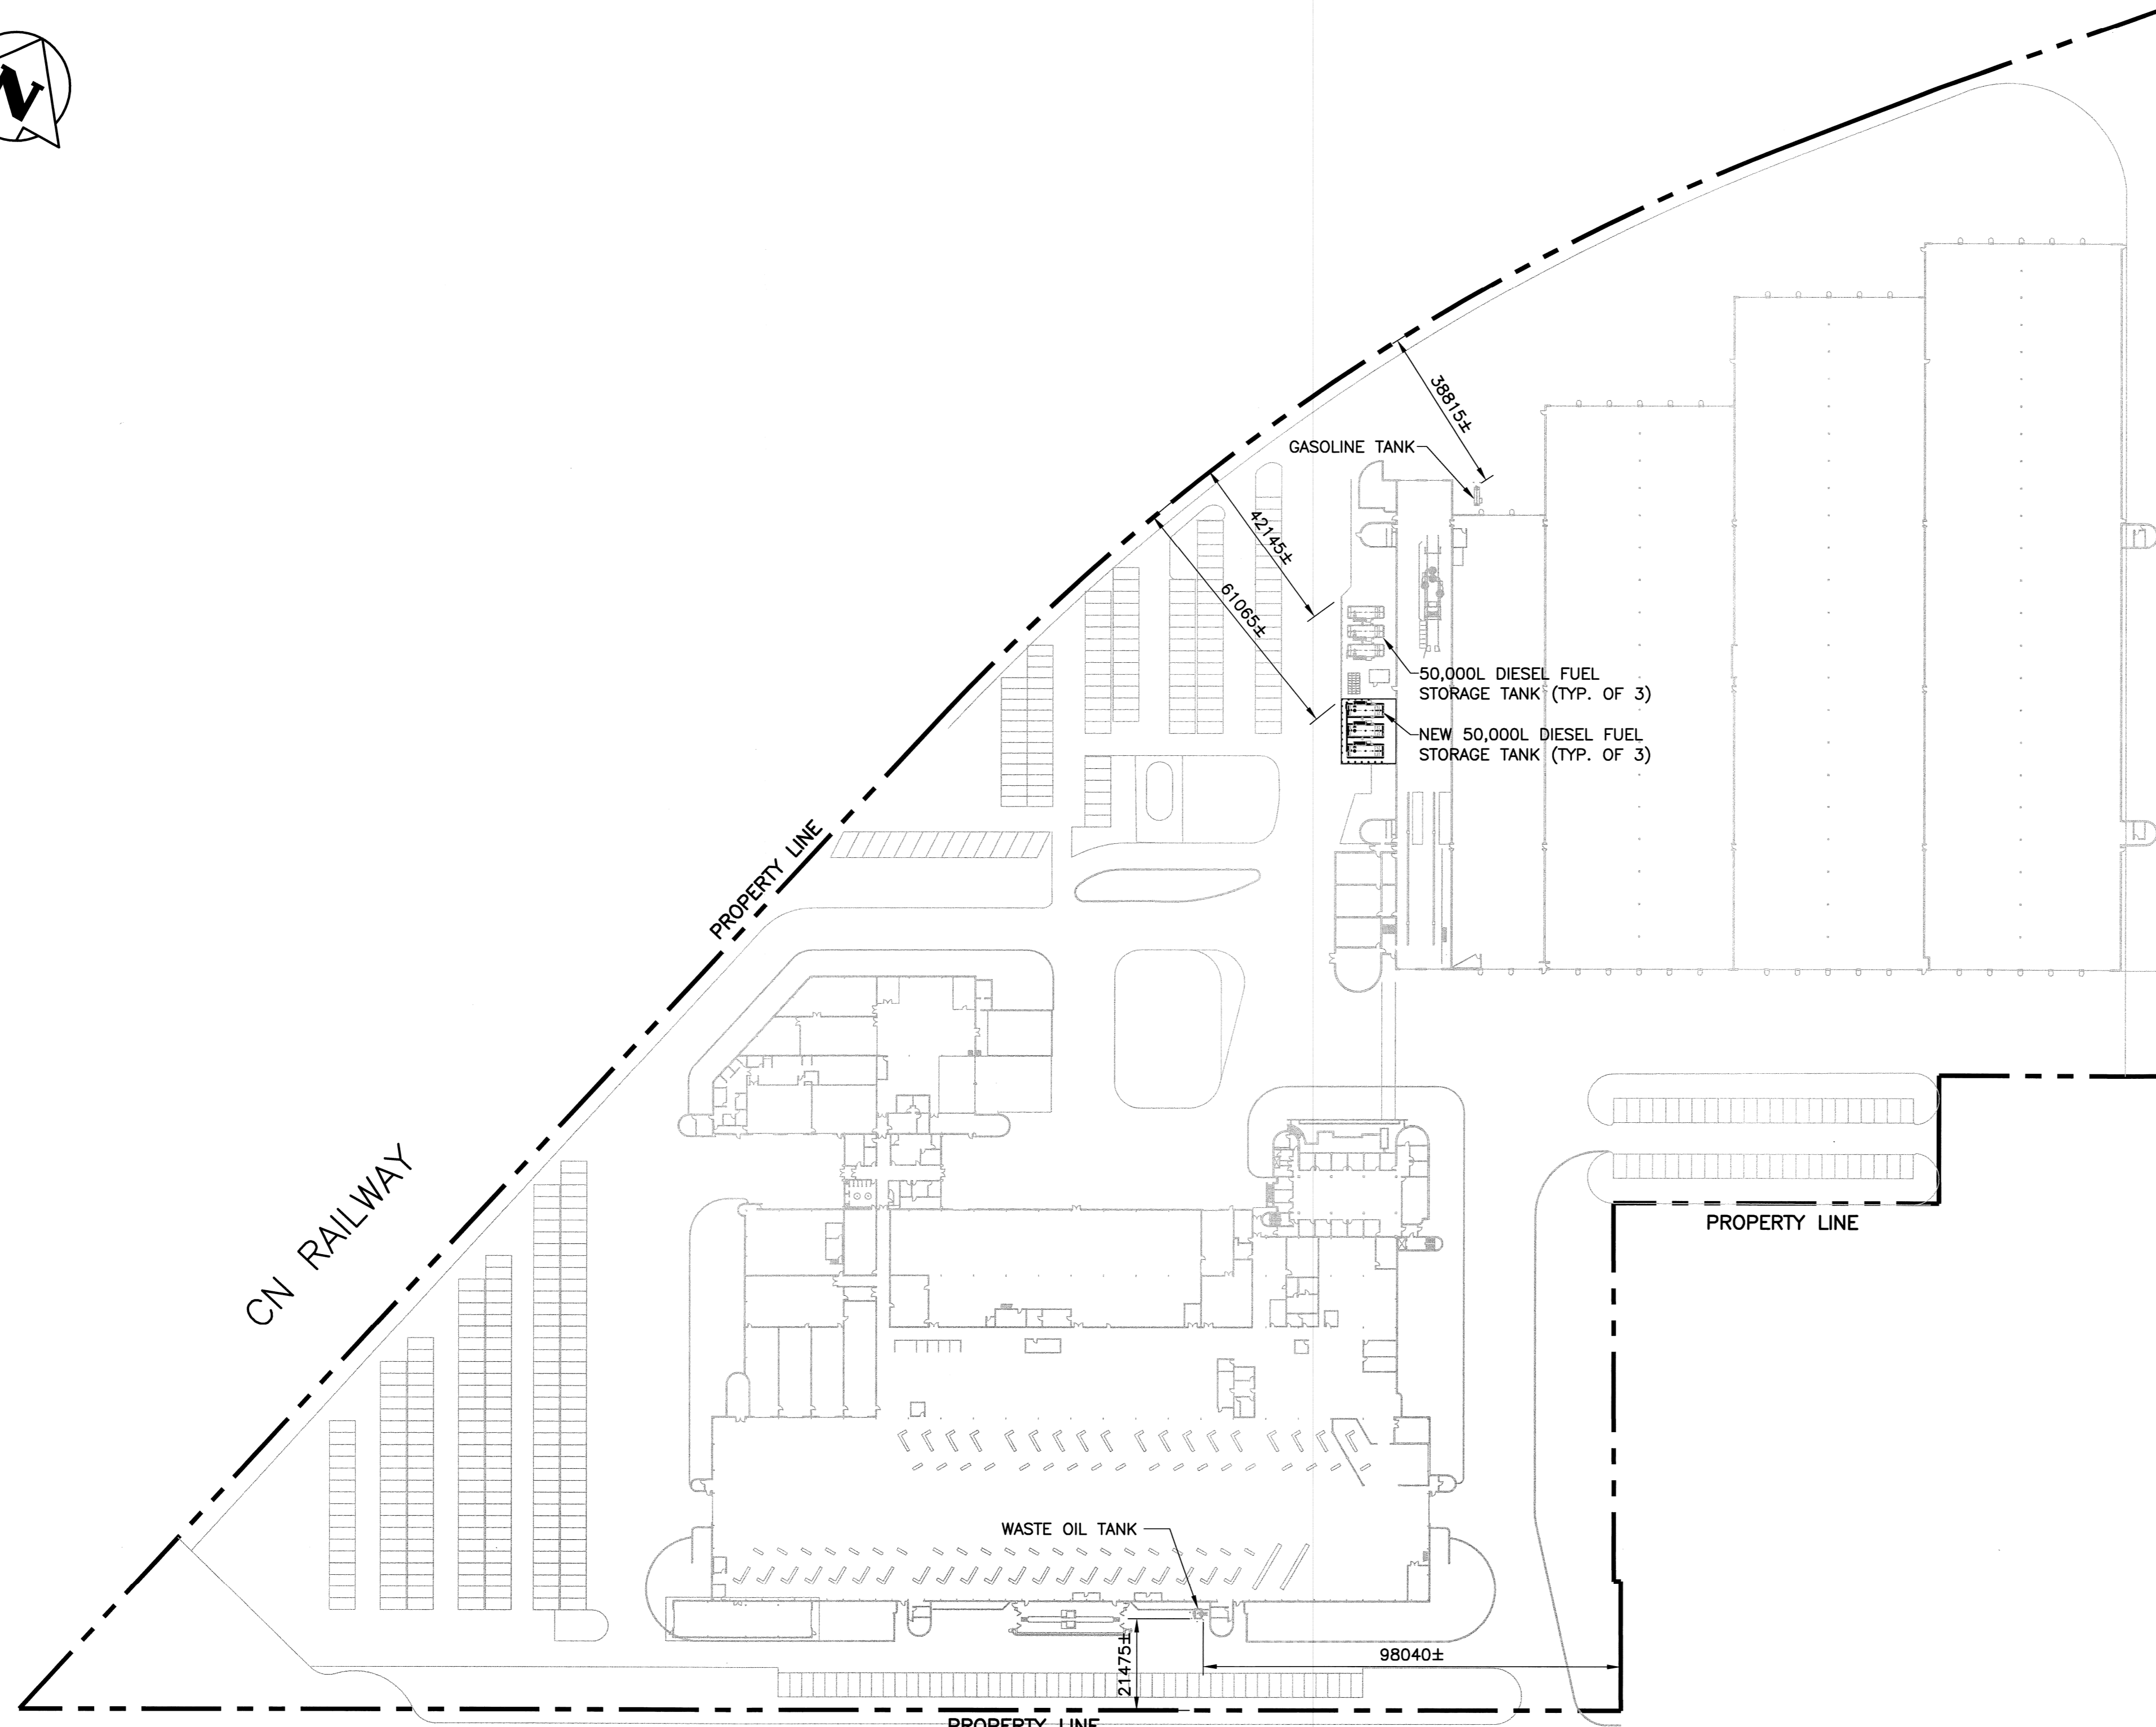 N
38815±
GASOLINE TANK
42145±
61065±
50,000L DIESEL FUEL
STORAGE TANK (TYP. OF 3)
NEW 50,000L DIESEL FUEL
STORAGE TANK (TYP. OF 3)
PROPERTY LINE
CN RAILWAY
PROPERTY LINE
WASTE OIL TANK
21475±
98040±
PROPERTY LINE